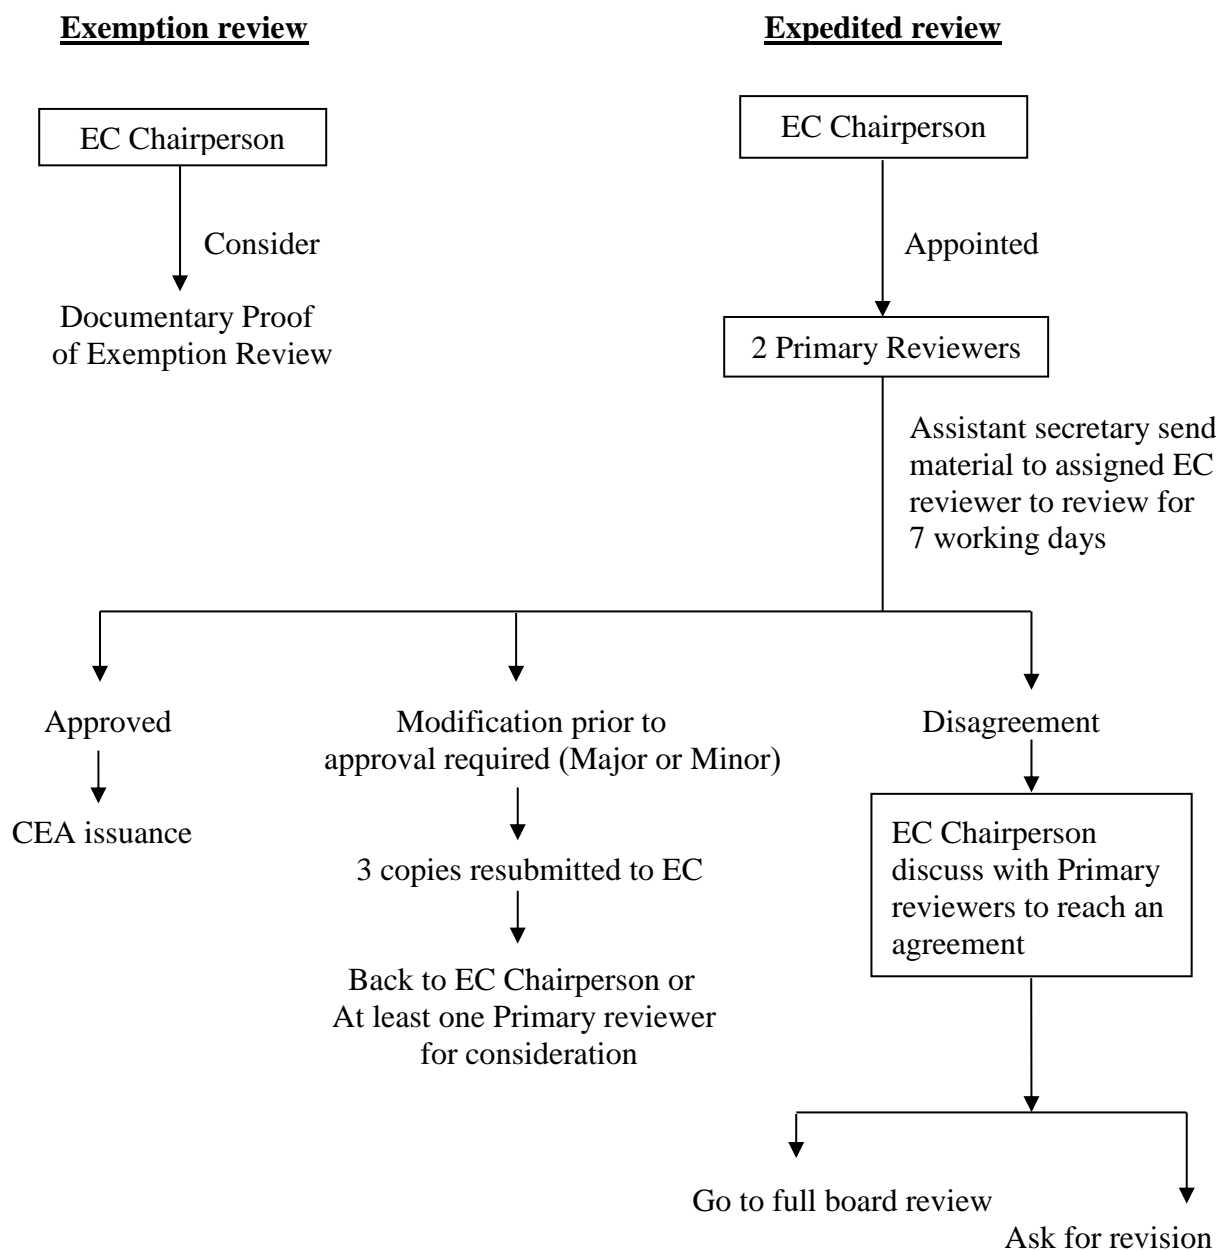 Exemption review
EC Chairperson
Consider
Documentary Proof
of Exemption Review
Expedited review
EC Chairperson
Appointed
2 Primary Reviewers
Assistant secretary send
material to assigned EC
reviewer to review for
7 working days
Approved
CEA issuance
Modification prior to
approval required (Major or Minor)
3 copies resubmitted to EC
Back to EC Chairperson or
At least one Primary reviewer
for consideration
Disagreement
EC Chairperson
discuss with Primary
reviewers to reach an
agreement
Go to full board review
Ask for revision